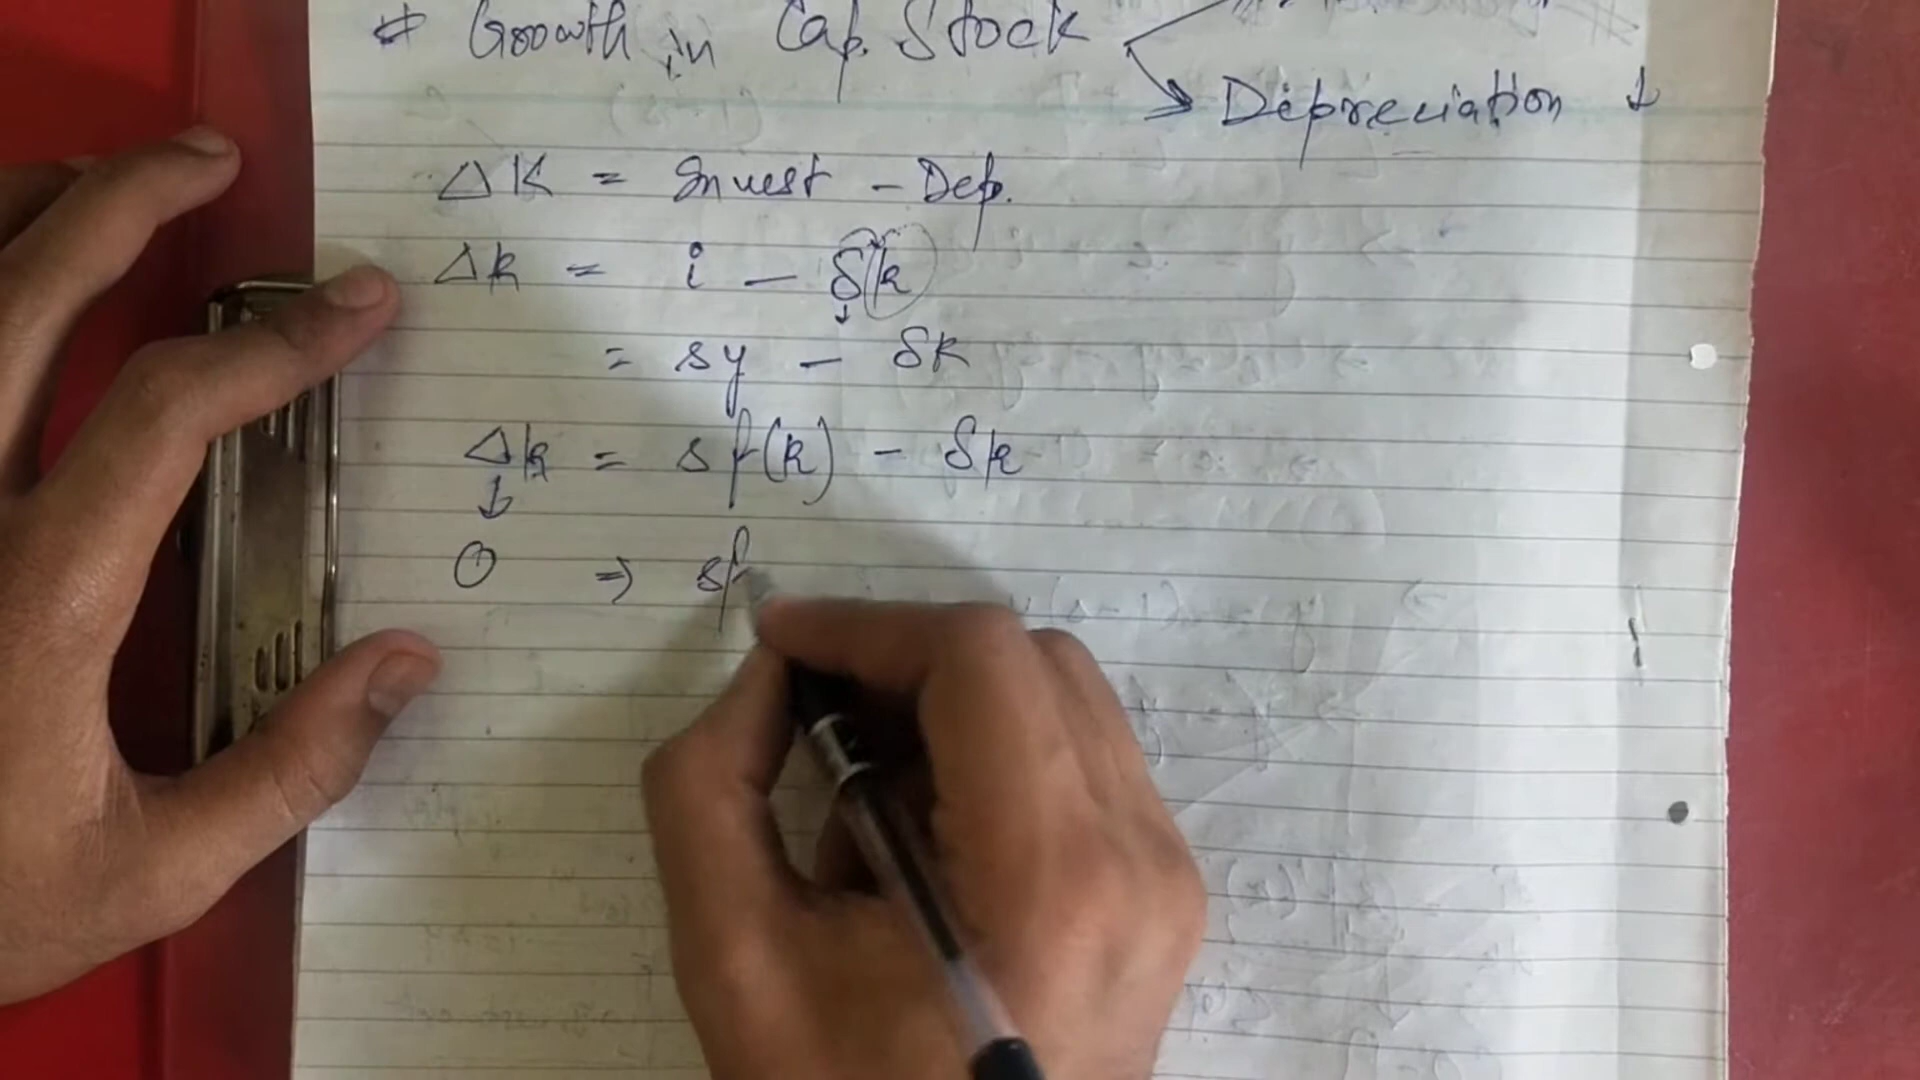 # Growth in Cap. Stock
↘ Depreciation ↓
ΔK = Invest - Dep.
Δk = i - δk
= sy - δk
Δk = sf(k) - δk
↓
0 ⇒ sf